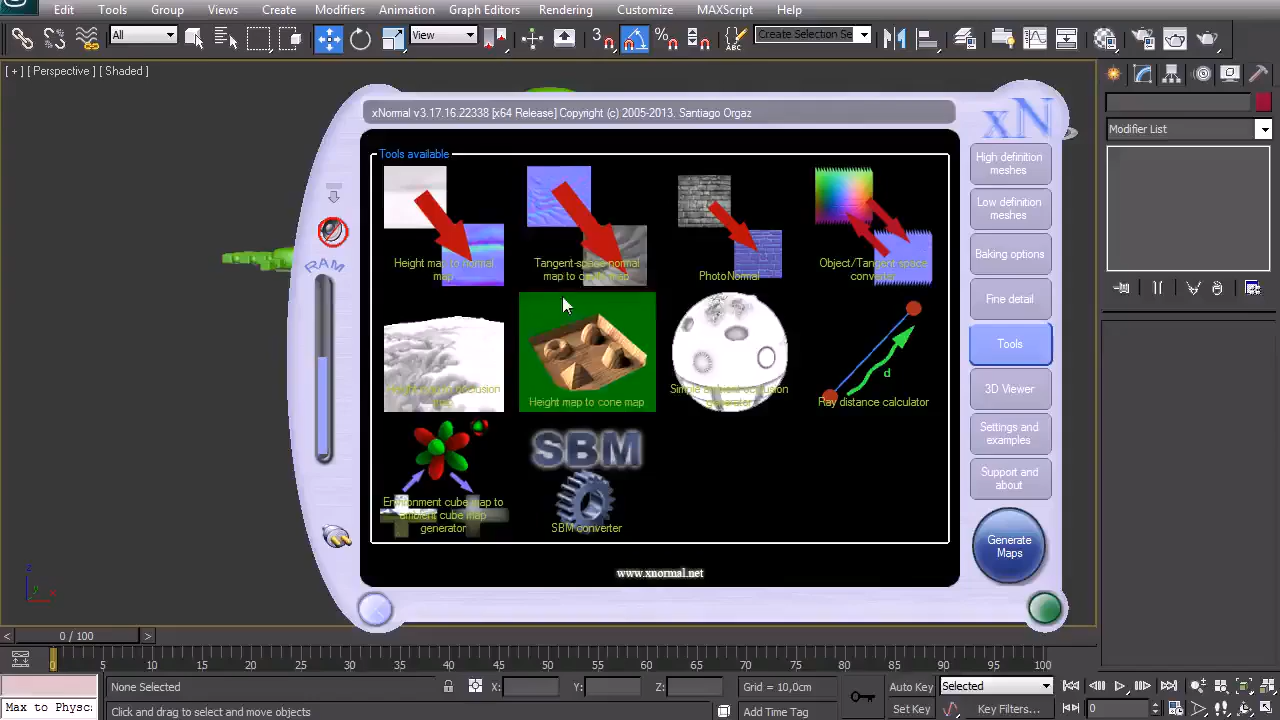 Edit Tools Group Views Create Modifiers Animation Graph Editors Rendering Customize MAXScript Help
All View 3 Create Selection Se
[ + ] [ Perspective ] [ Shaded ]
xNormal v3.17.16.22338 [x64 Release] Copyright (c) 2005-2013. Santiago Orgaz
xN
Modifier List
Tools available
High definition
meshes
Low definition
meshes
Baking options
Fine detail
Tools
3D Viewer
Settings and
examples
Support and
about
Generate
Maps
RAM
Height map to normal
map
Tangent-space normal
map to cavity map
PhotoNormal
Object/Tangent space
converter
Height map to cone map
Simple ambient occlusion
generator
d
Ray distance calculator
Environment cube map to
ambient cube map
generator
SBM
SBM converter
www.xnormal.net
z
y
x
< 0 / 100 >
0 5 10 15 20 25 30 35 40 45 50 55 60 65 70 75 80 85 90 95 100
None Selected X: Y: Z: Grid = 10,0cm Auto Key Selected
Max to Physc Click and drag to select and move objects Add Time Tag Set Key Key Filters... 0